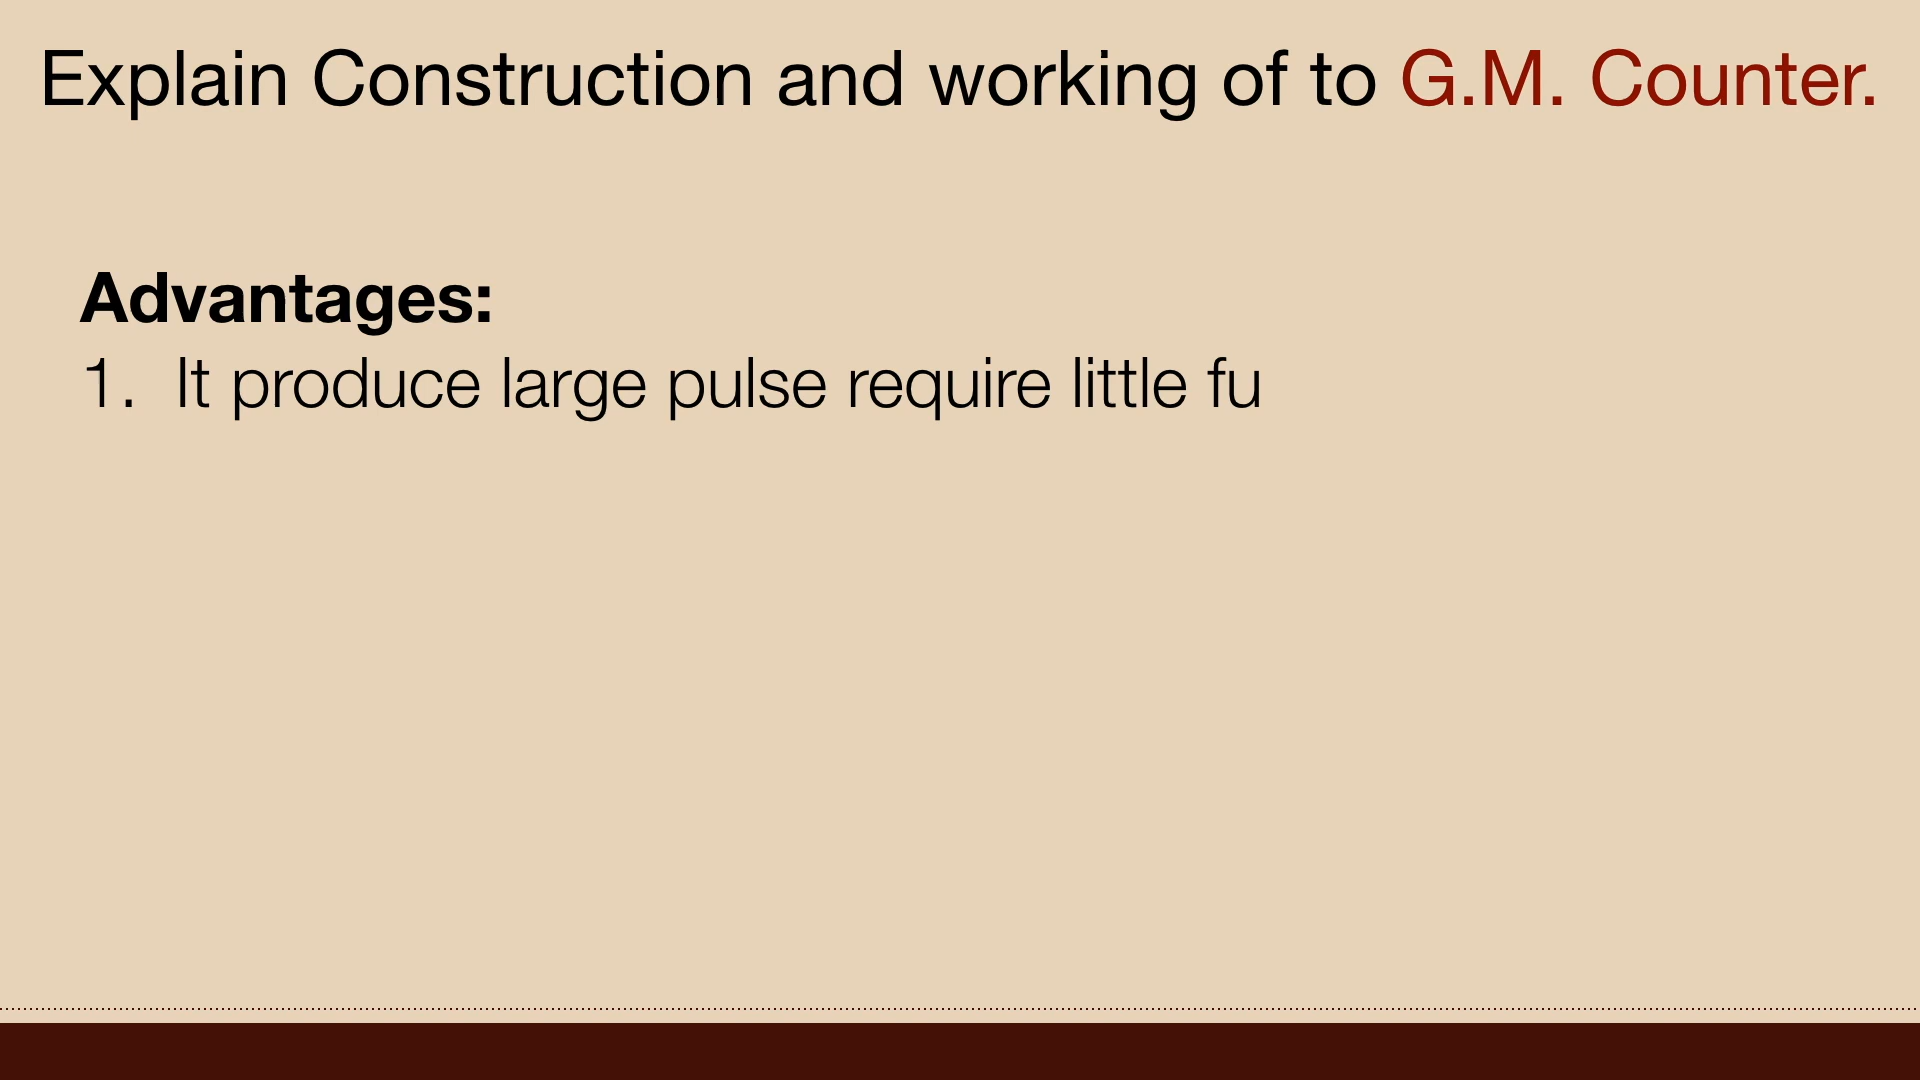 Explain Construction and working of to G.M. Counter.
Advantages:
1. It produce large pulse require little fu